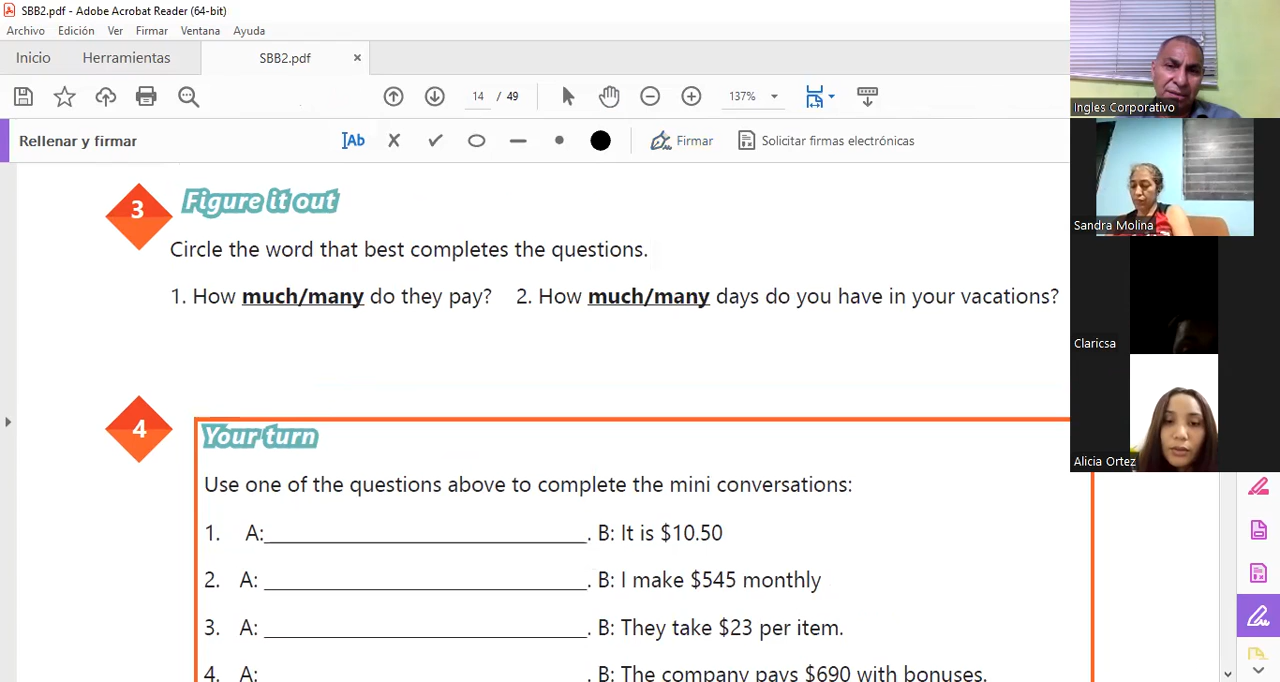 SBB2.pdf - Adobe Acrobat Reader (64-bit)
Archivo Edición Ver Firmar Ventana Ayuda
Inicio Herramientas SBB2.pdf ×
14 / 49 137%
Rellenar y firmar Ab Firmar Solicitar firmas electrónicas
3 Figure it out
Circle the word that best completes the questions.
1. How much/many do they pay? 2. How much/many days do you have in your vacations?
4 Your turn
Use one of the questions above to complete the mini conversations:
1. A:______________________________. B: It is $10.50
2. A: ______________________________. B: I make $545 monthly
3. A: ______________________________. B: They take $23 per item.
4. A: ______________________________. B: The company pays $690 with bonuses.
Ingles Corporativo
Sandra Molina
Claricsa
Alicia Ortez